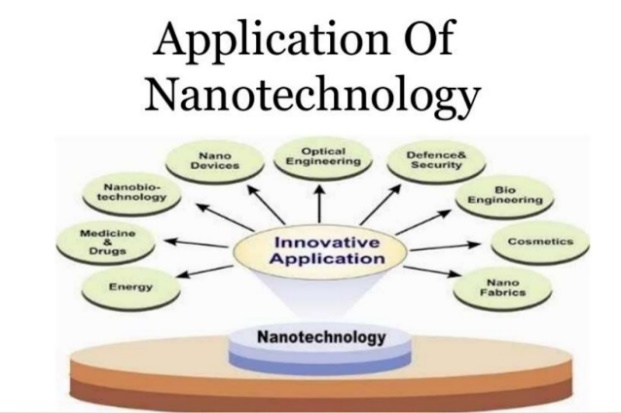 Application Of
Nanotechnology
Nano
Devices
Optical
Engineering
Defence&
Security
Nanobio-
technology
Bio
Engineering
Medicine
&
Drugs
Innovative
Application
Cosmetics
Energy
Nano
Fabrics
Nanotechnology